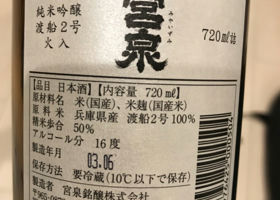 純米吟醸
渡船2号
火入
宮泉
みやいずみ
720㎖詰
【品目 日本酒】【内容量 720㎖】
原材料名 米(国産)、米麹(国産米)
原料米 兵庫県産 渡船2号100%
精米歩合 50%
アルコール分 16度
製造年月 03.06
保存方法 要冷蔵(10℃以下で保存)
製造者 宮泉銘醸株式会社